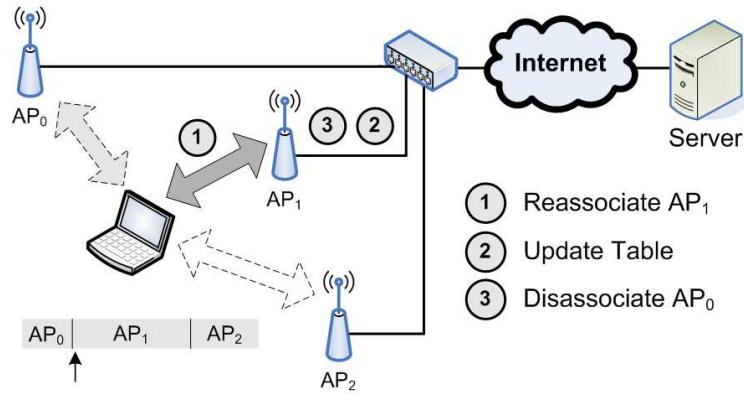 AP₀
Internet
Server
1
3
2
AP₁
1 Reassociate AP₁
2 Update Table
3 Disassociate AP₀
AP₀ AP₁ AP₂
AP₂